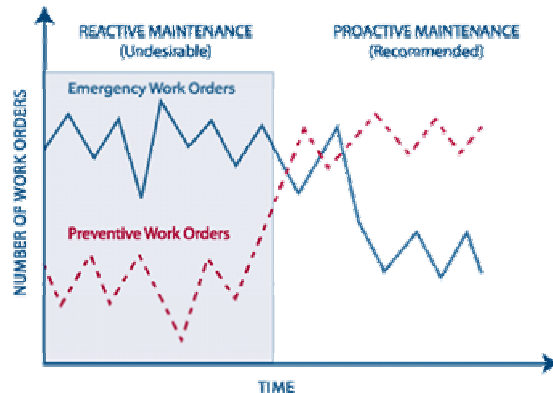 REACTIVE MAINTENANCE
(Undesirable)
PROACTIVE MAINTENANCE
(Recommended)
Emergency Work Orders
Preventive Work Orders
NUMBER OF WORK ORDERS
TIME